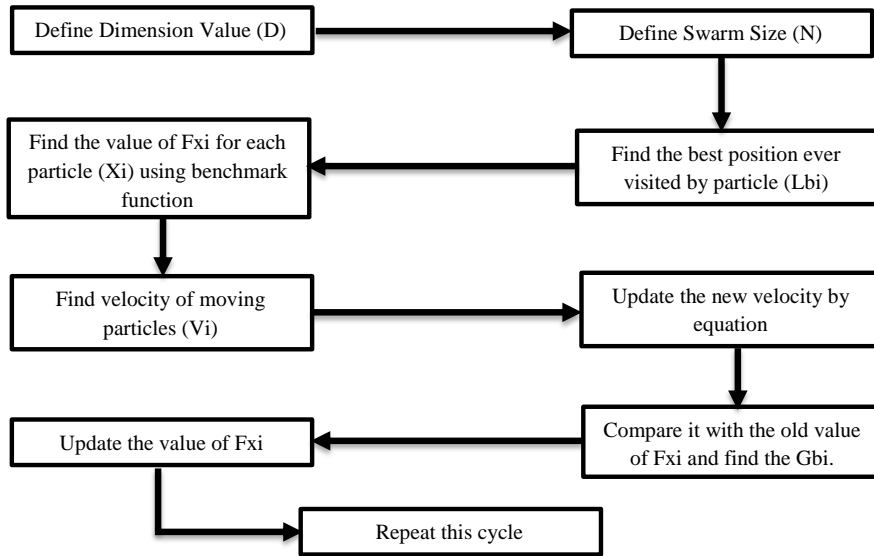 Define Dimension Value (D)
Define Swarm Size (N)
Find the value of Fxi for each
particle (Xi) using benchmark
function
Find the best position ever
visited by particle (Lbi)
Find velocity of moving
particles (Vi)
Update the new velocity by
equation
Update the value of Fxi
Compare it with the old value
of Fxi and find the Gbi.
Repeat this cycle